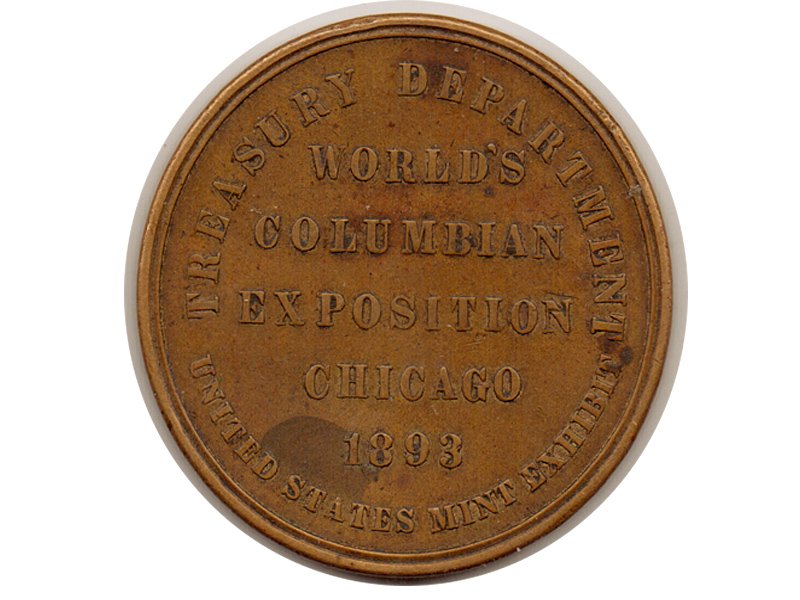 TREASURY DEPARTMENT
WORLD'S
COLUMBIAN
EXPOSITION
CHICAGO
1893
UNITED STATES MINT EXHIBIT